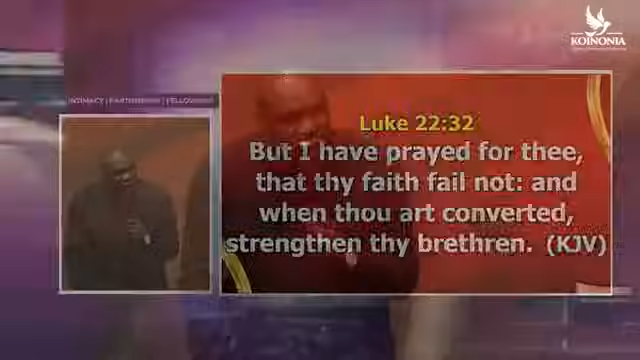 KOINONIA
INTIMACY | PARTNERSHIP | FELLOWSHIP
Luke 22:32
But I have prayed for thee,
that thy faith fail not: and
when thou art converted,
strengthen thy brethren. (KJV)